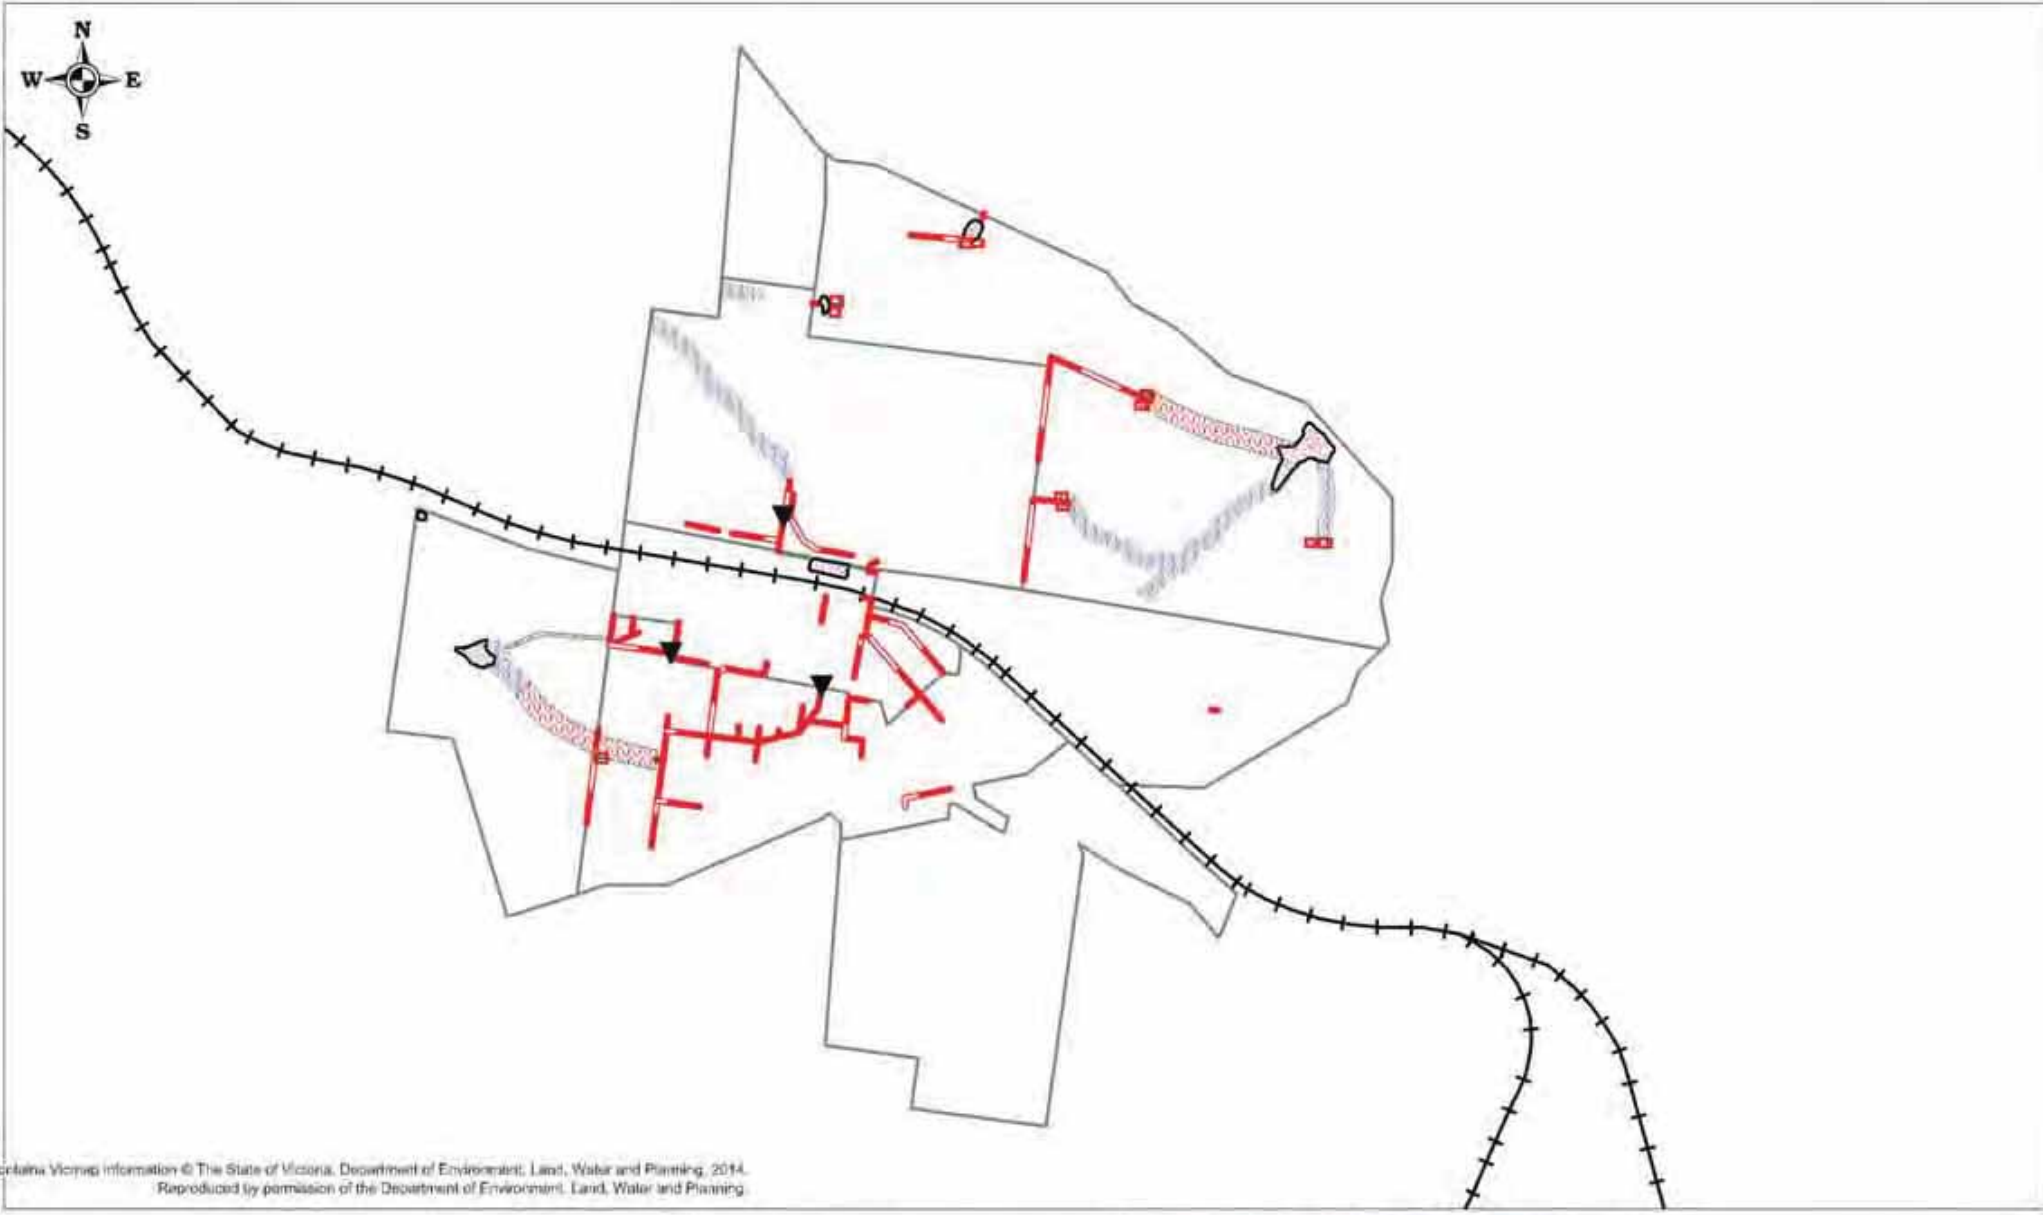 N
W E
S
Vicmap Information © The State of Victoria, Department of Environment, Land, Water and Planning, 2014.
Reproduced by permission of the Department of Environment, Land, Water and Planning.